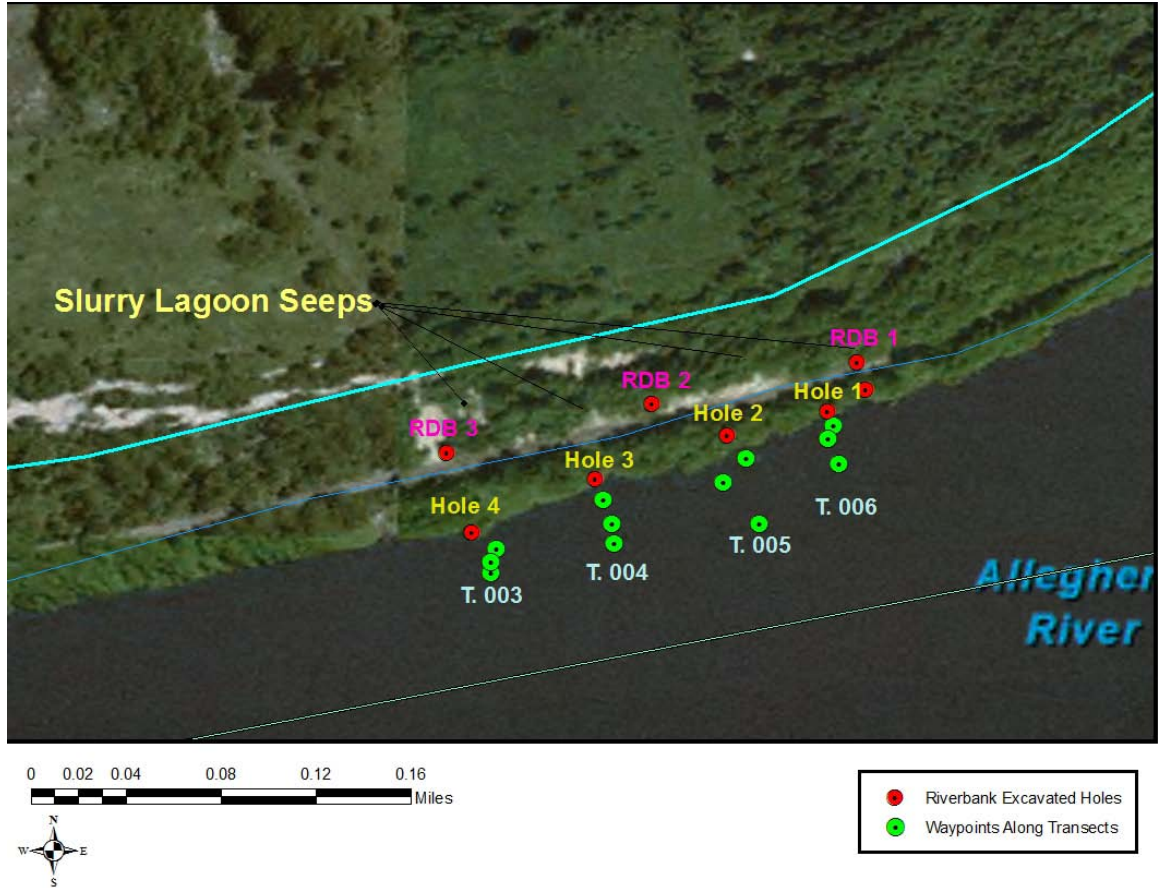 Slurry Lagoon Seeps
RDB 1
RDB 2
Hole 1
Hole 2
RDB 3
Hole 3
Hole 4
T. 006
T. 005
T. 004
T. 003
Alleghen
River
0 0.02 0.04 0.08 0.12 0.16
Miles
N
W E
S
Riverbank Excavated Holes
Waypoints Along Transects